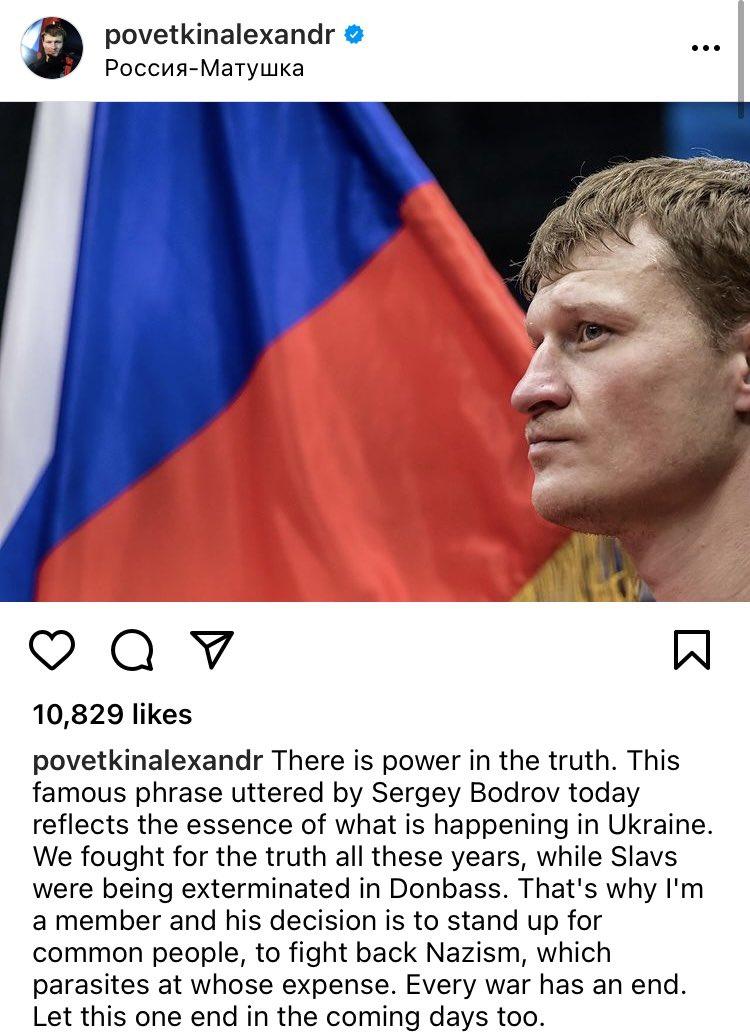 povetkinalexandr
Россия-Матушка
10,829 likes
povetkinalexandr There is power in the truth. This
famous phrase uttered by Sergey Bodrov today
reflects the essence of what is happening in Ukraine.
We fought for the truth all these years, while Slavs
were being exterminated in Donbass. That's why I'm
a member and his decision is to stand up for
common people, to fight back Nazism, which
parasites at whose expense. Every war has an end.
Let this one end in the coming days too.